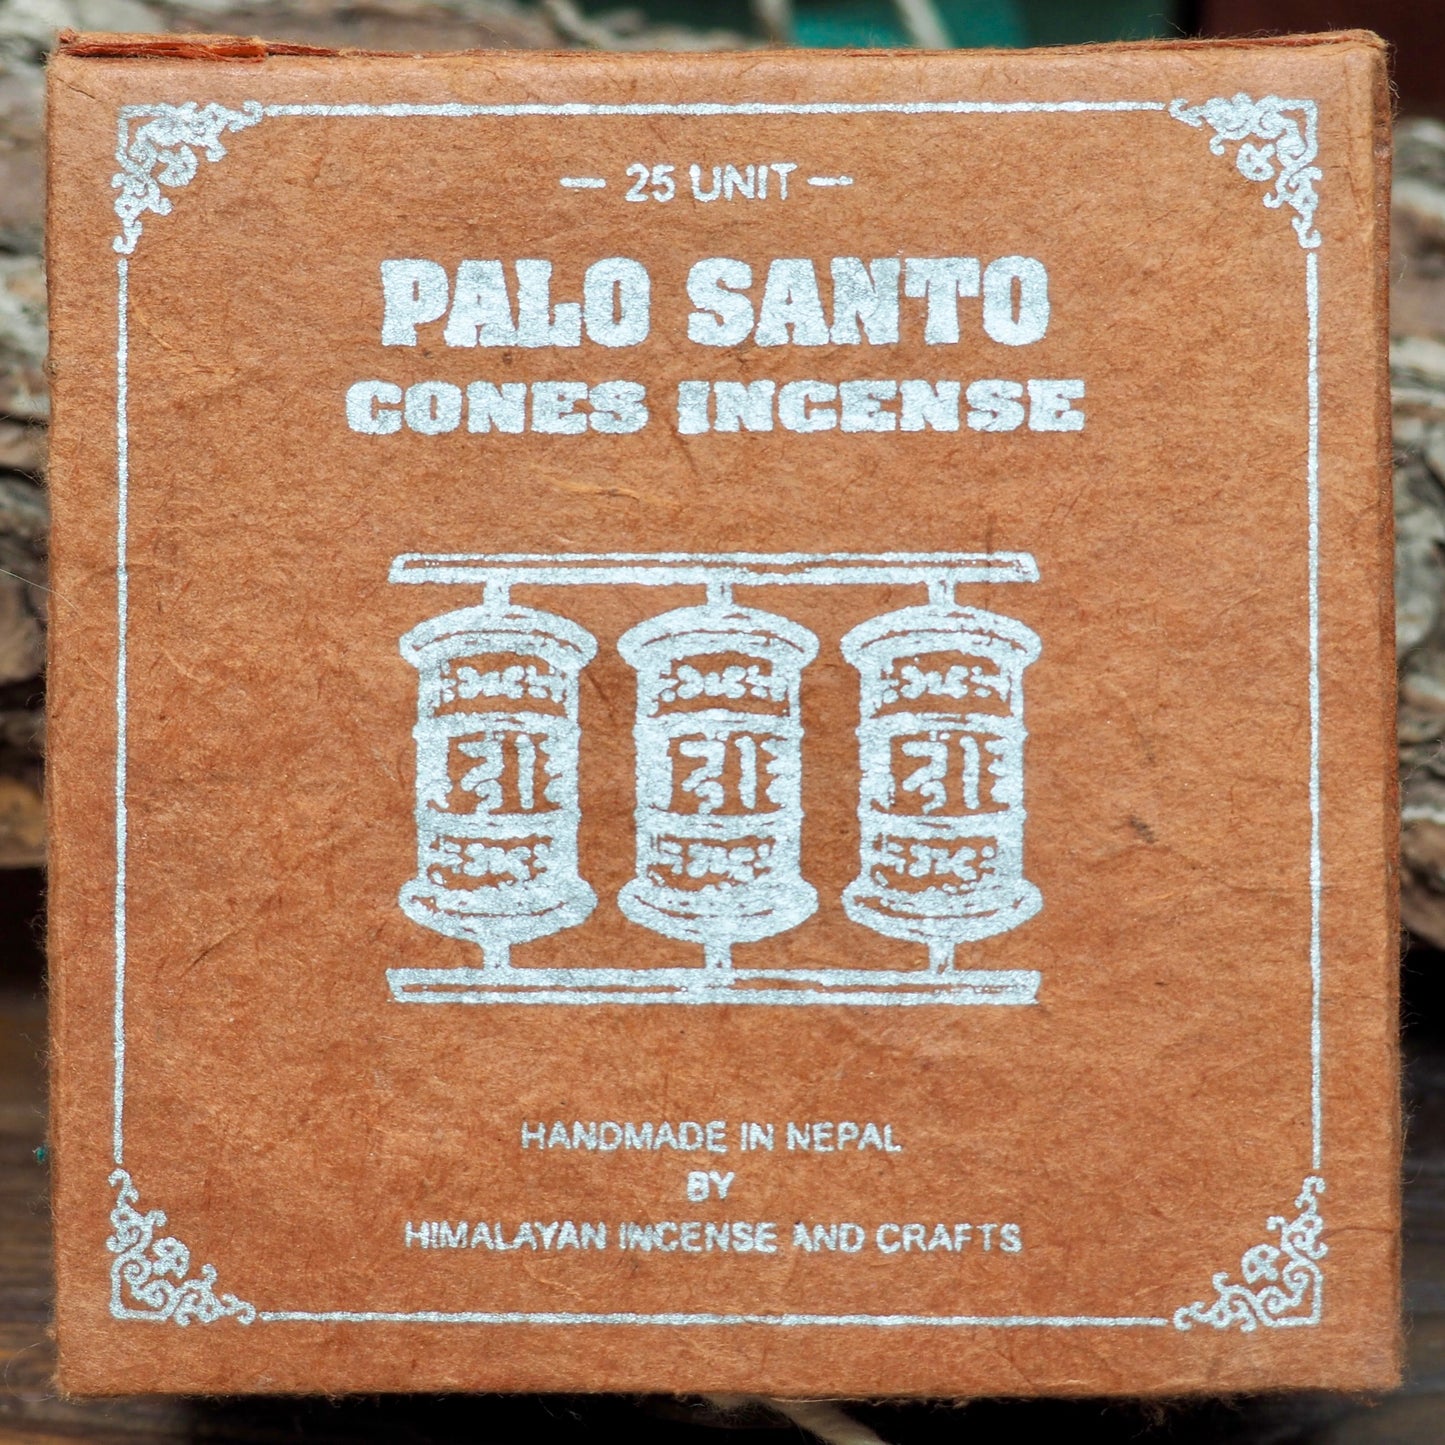 — 25 UNIT —
PALO SANTO
CONES INCENSE
HANDMADE IN NEPAL
BY
HIMALAYAN INCENSE AND CRAFTS